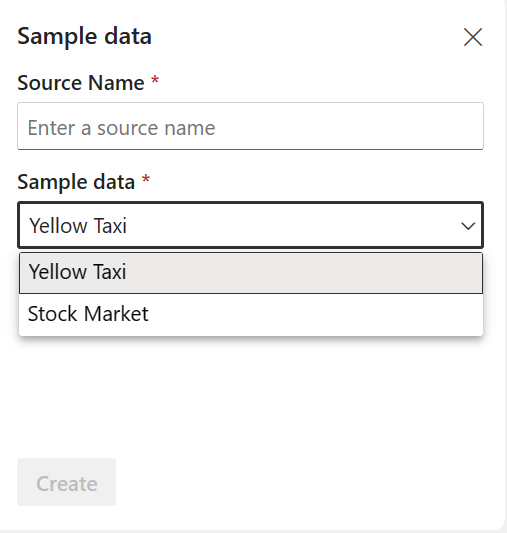 Sample data
Source Name *
Enter a source name
Sample data *
Yellow Taxi
Yellow Taxi
Stock Market
Create